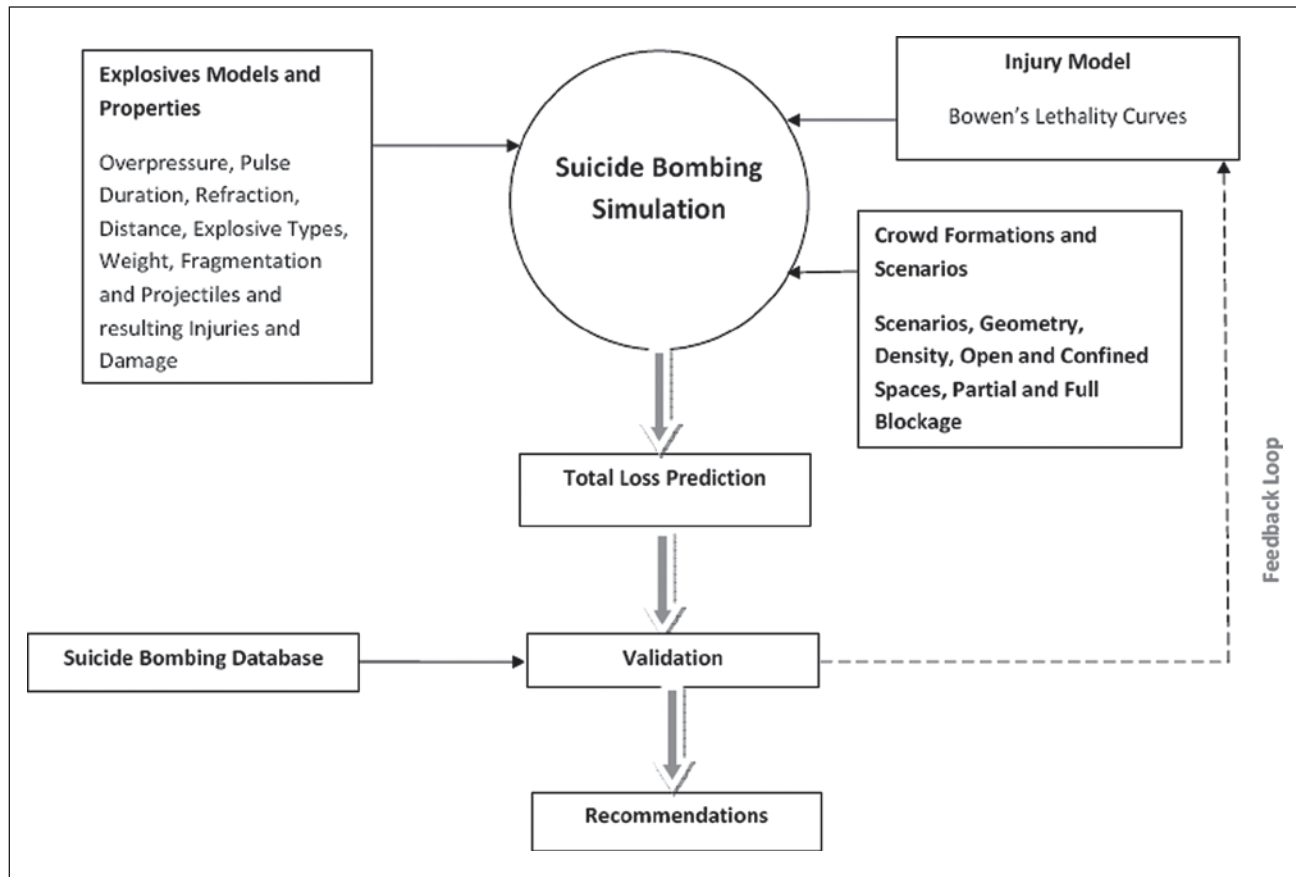 Explosives Models and
Properties
Overpressure, Pulse
Duration, Refraction,
Distance, Explosive Types,
Weight, Fragmentation
and Projectiles and
resulting Injuries and
Damage
Suicide Bombing
Simulation
Injury Model
Bowen's Lethality Curves
Crowd Formations and
Scenarios
Scenarios, Geometry,
Density, Open and Confined
Spaces, Partial and Full
Blockage
Total Loss Prediction
Suicide Bombing Database
Validation
Feedback Loop
Recommendations